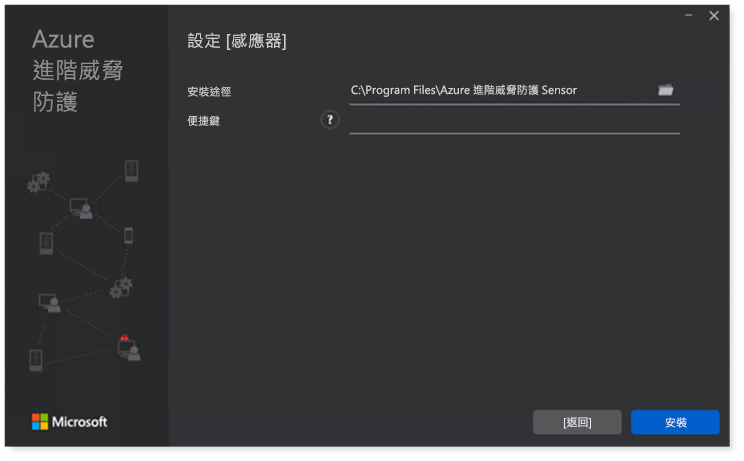 Azure
進階威脅
防護
設定 [感應器]
安裝途徑
C:\Program Files\Azure 進階威脅防護 Sensor
便捷鍵
?
Microsoft
[返回]
安裝